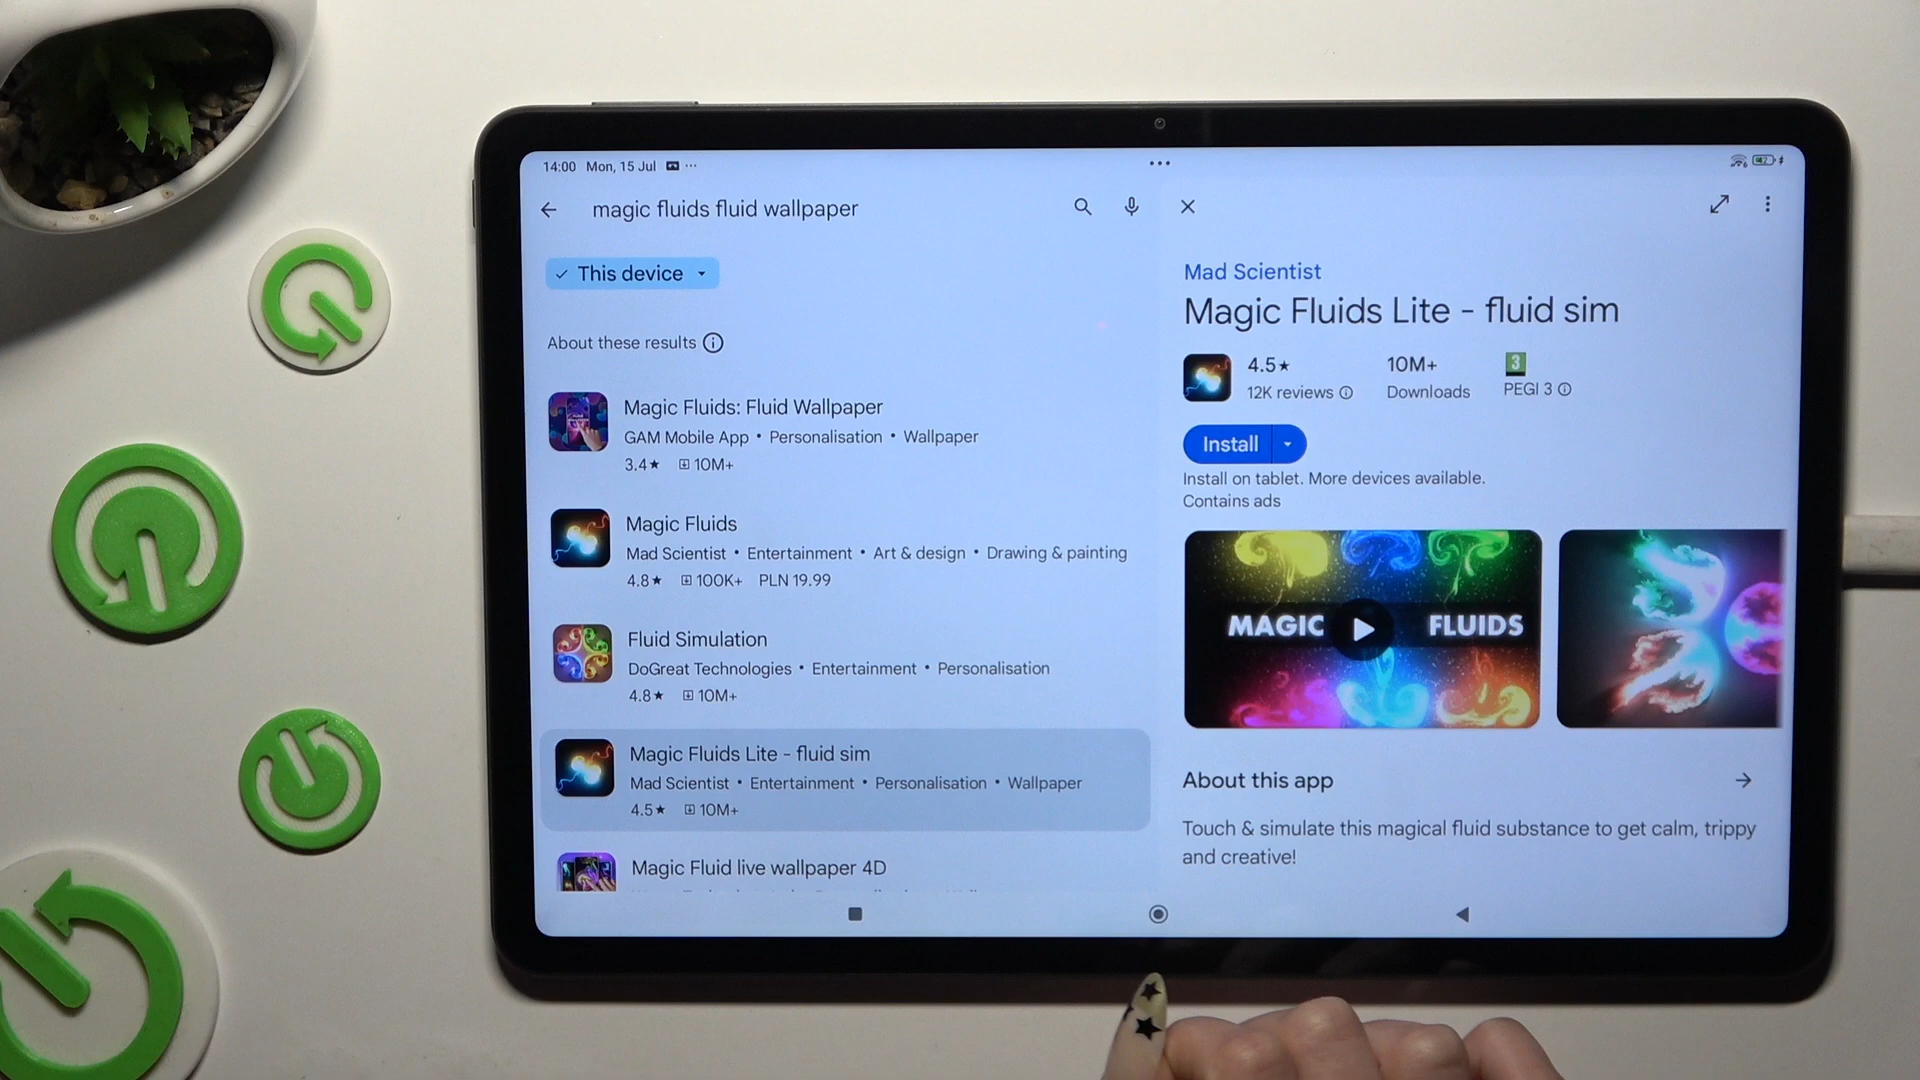 14:00 Mon, 15 Jul
magic fluids fluid wallpaper
This device
About these results
Magic Fluids: Fluid Wallpaper
GAM Mobile App • Personalisation • Wallpaper
3.4★ 10M+
Magic Fluids
Mad Scientist • Entertainment • Art & design • Drawing & painting
4.8★ 100K+ PLN 19.99
Fluid Simulation
DoGreat Technologies • Entertainment • Personalisation
4.8★ 10M+
Magic Fluids Lite - fluid sim
Mad Scientist • Entertainment • Personalisation • Wallpaper
4.5★ 10M+
Magic Fluid live wallpaper 4D
Mad Scientist
Magic Fluids Lite - fluid sim
4.5★
12K reviews
10M+
Downloads
3
PEGI 3
Install
Install on tablet. More devices available.
Contains ads
MAGIC FLUIDS
About this app
Touch & simulate this magical fluid substance to get calm, trippy
and creative!